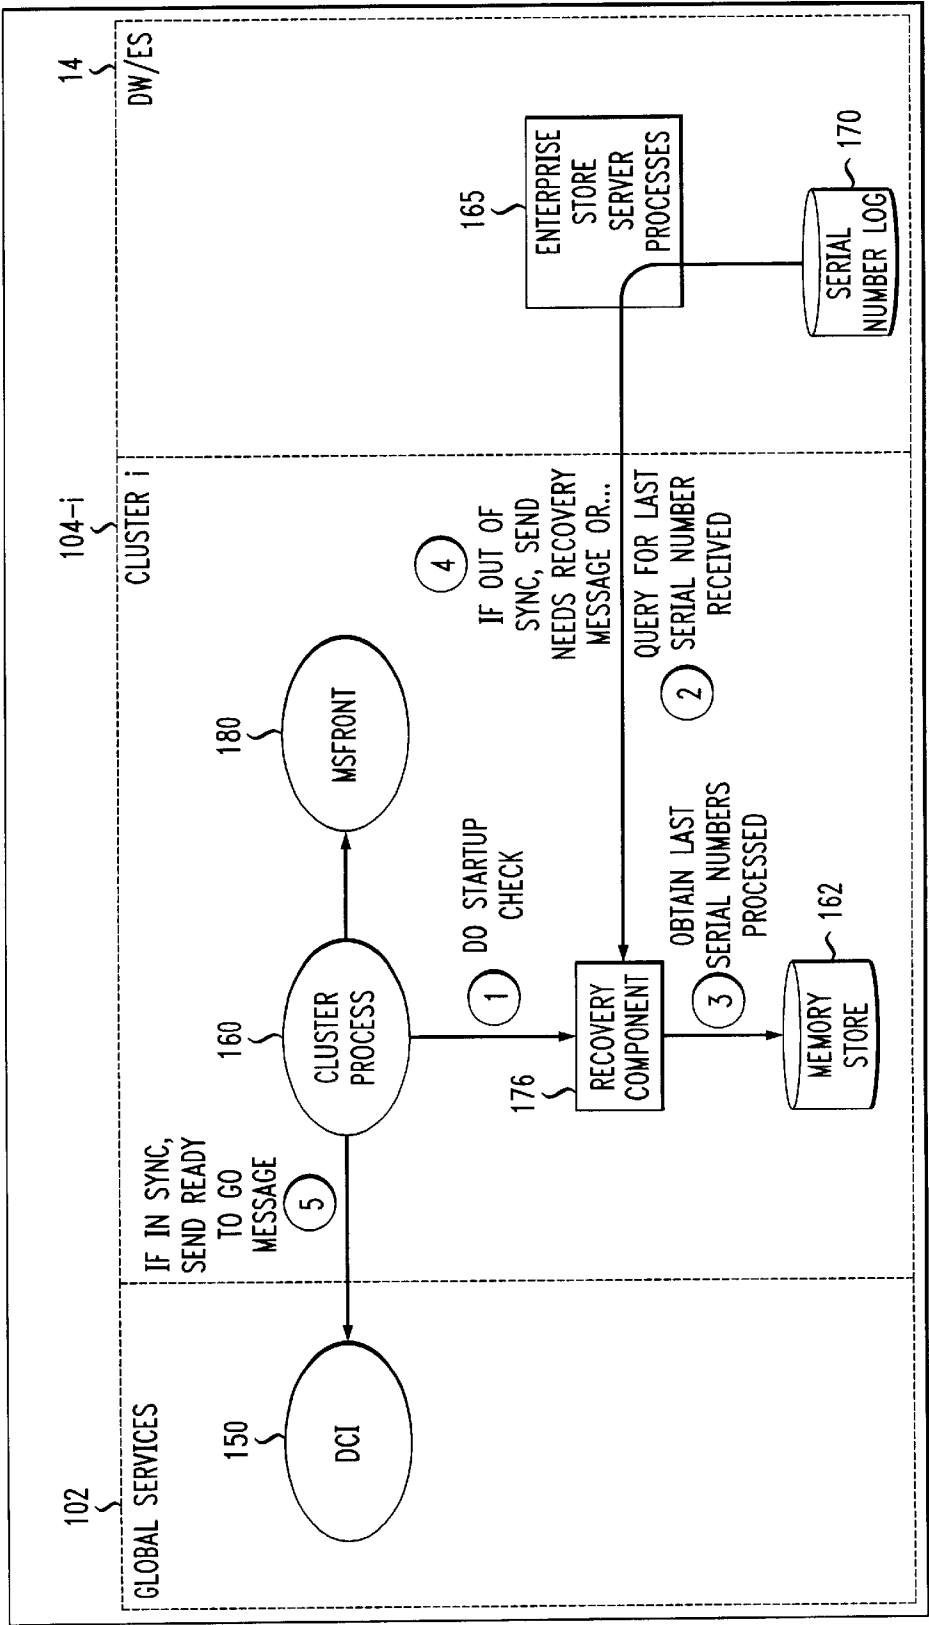 102
GLOBAL SERVICES
104-i
CLUSTER i
14
DW/ES
150
DCI
IF IN SYNC,
SEND READY
TO GO
MESSAGE
5
160
CLUSTER
PROCESS
180
MSFRONT
1
DO STARTUP
CHECK
4
IF OUT OF
SYNC, SEND
NEEDS RECOVERY
MESSAGE OR...
QUERY FOR LAST
SERIAL NUMBER
RECEIVED
2
165
ENTERPRISE
STORE
SERVER
PROCESSES
176
RECOVERY
COMPONENT
3
OBTAIN LAST
SERIAL NUMBERS
PROCESSED
162
MEMORY
STORE
170
SERIAL
NUMBER LOG